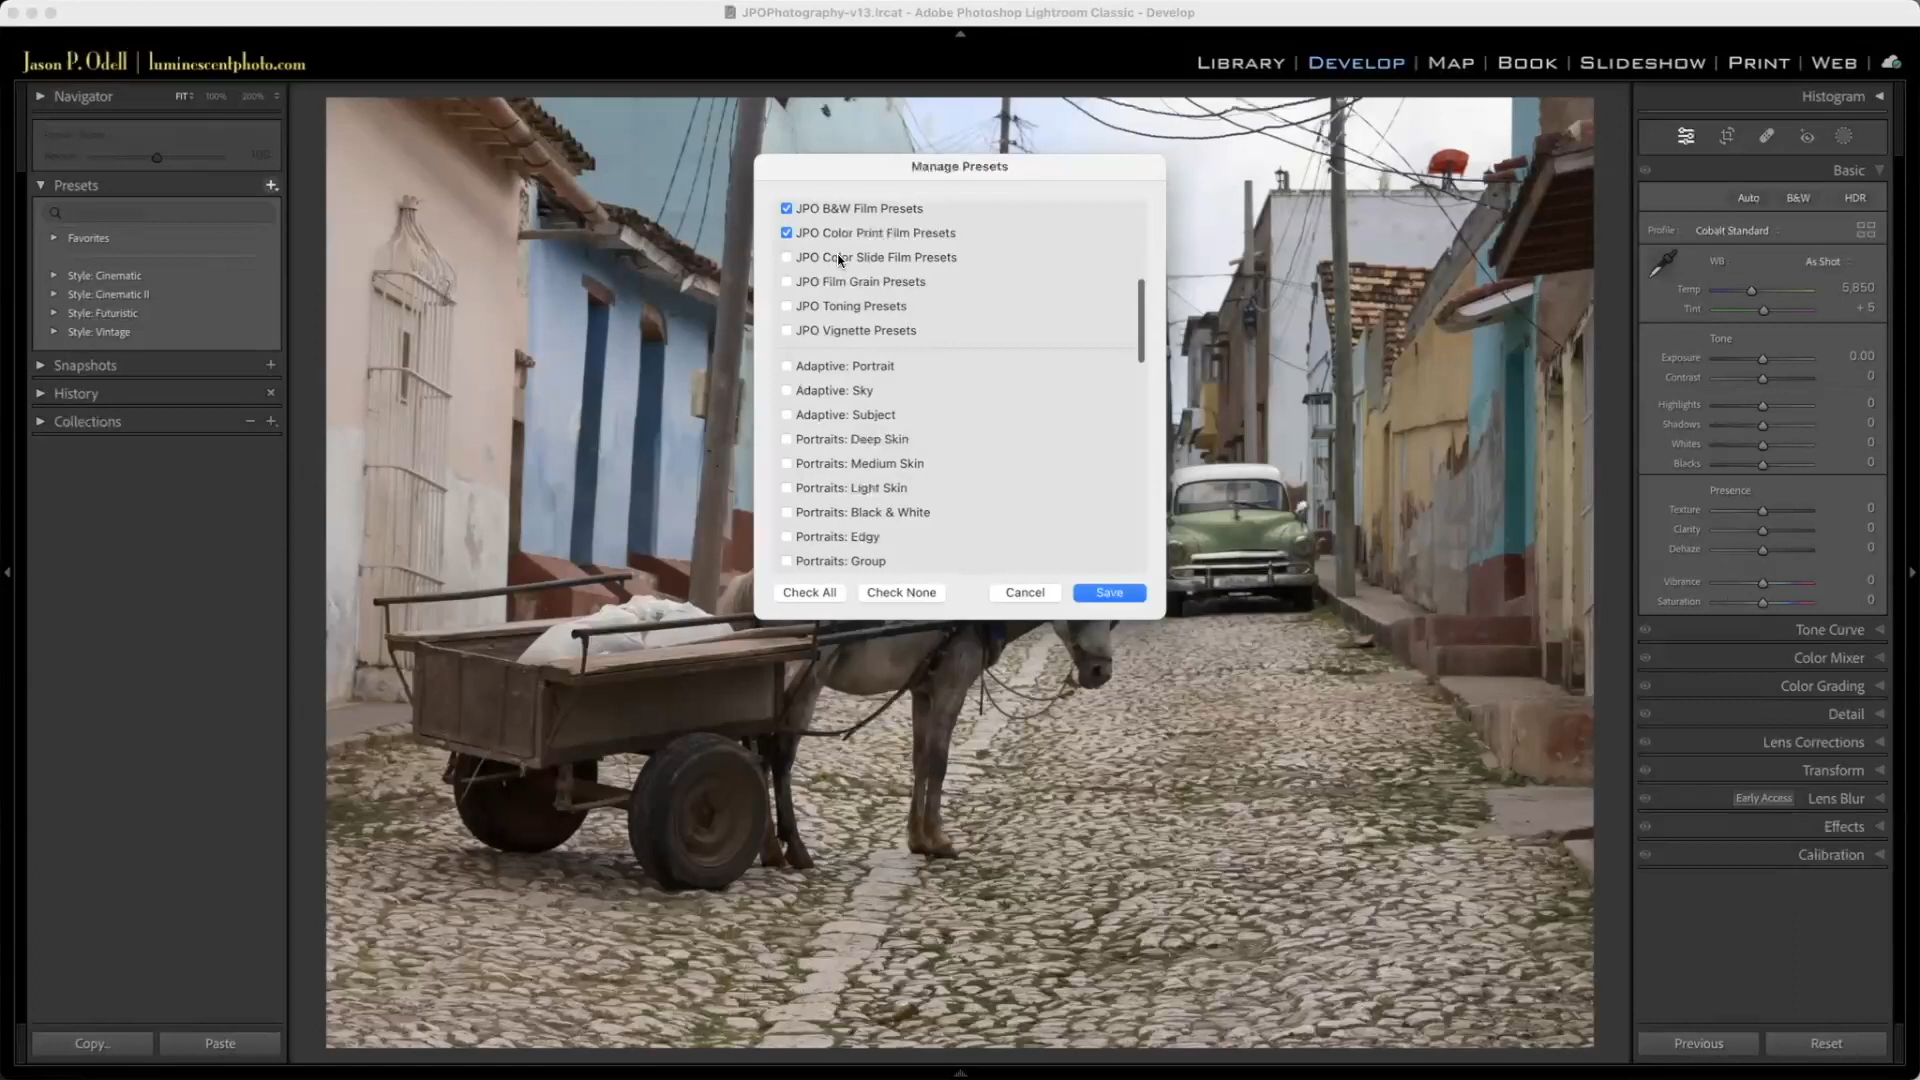 JPOPhotography-v13.lrcat - Adobe Photoshop Lightroom Classic - Develop
Jason P. Odell | luminescentphoto.com
LIBRARY | DEVELOP | MAP | BOOK | SLIDESHOW | PRINT | WEB
Navigator FIT 100% 200%
100
Presets
Favorites
Style: Cinematic
Style: Cinematic II
Style: Futuristic
Style: Vintage
Snapshots
History
Collections
Copy...
Paste
Manage Presets
JPO B&W Film Presets
JPO Color Print Film Presets
JPO Color Slide Film Presets
JPO Film Grain Presets
JPO Toning Presets
JPO Vignette Presets
Adaptive: Portrait
Adaptive: Sky
Adaptive: Subject
Portraits: Deep Skin
Portraits: Medium Skin
Portraits: Light Skin
Portraits: Black & White
Portraits: Edgy
Portraits: Group
Check All
Check None
Cancel
Save
Histogram
Basic
Auto B&W HDR
Profile: Cobalt Standard
WB: As Shot
Temp 5,850
Tint + 5
Tone
Exposure 0.00
Contrast 0
Highlights 0
Shadows 0
Whites 0
Blacks 0
Presence
Texture 0
Clarity 0
Dehaze 0
Vibrance 0
Saturation 0
Tone Curve
Color Mixer
Color Grading
Detail
Lens Corrections
Transform
Early Access Lens Blur
Effects
Calibration
Previous
Reset